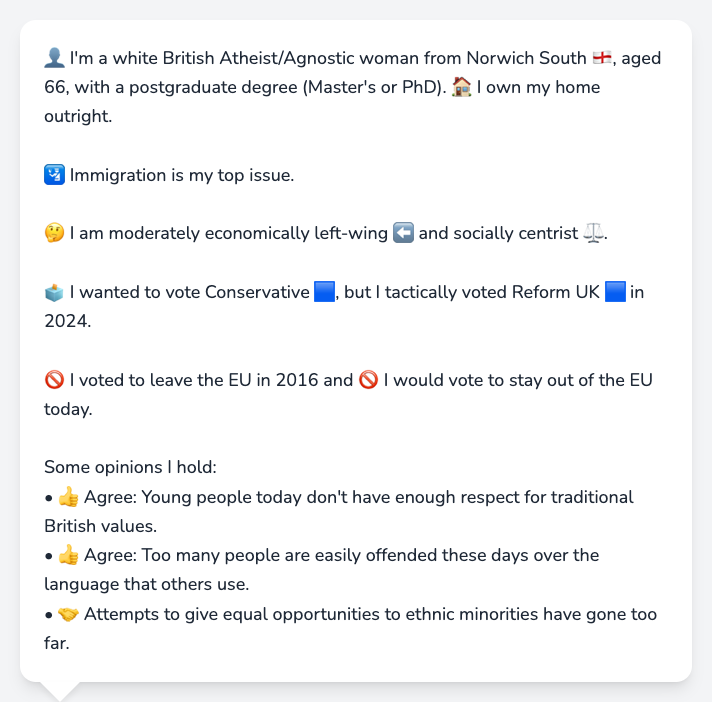 👤 I'm a white British Atheist/Agnostic woman from Norwich South 🏴󠁧󠁢󠁥󠁮󠁧󠁿, aged
66, with a postgraduate degree (Master's or PhD). 🏠 I own my home
outright.
🛂 Immigration is my top issue.
🤔 I am moderately economically left-wing ⬅️ and socially centrist ⚖️.
🗳️ I wanted to vote Conservative 🟦, but I tactically voted Reform UK 🟦 in
2024.
🚫 I voted to leave the EU in 2016 and 🚫 I would vote to stay out of the EU
today.
Some opinions I hold:
• 👍 Agree: Young people today don't have enough respect for traditional
British values.
• 👍 Agree: Too many people are easily offended these days over the
language that others use.
• 🤝 Attempts to give equal opportunities to ethnic minorities have gone too
far.